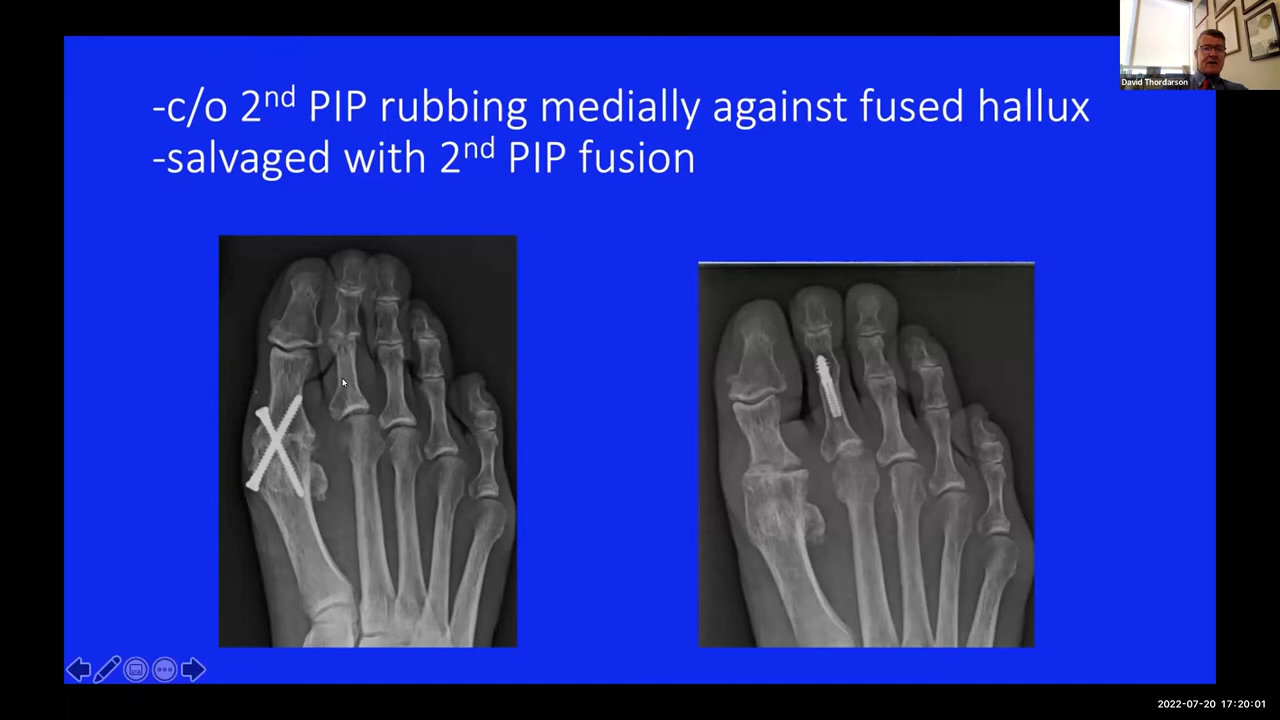 David Thordarson
-c/o 2nd PIP rubbing medially against fused hallux
-salvaged with 2nd PIP fusion
2022-07-20 17:20:01